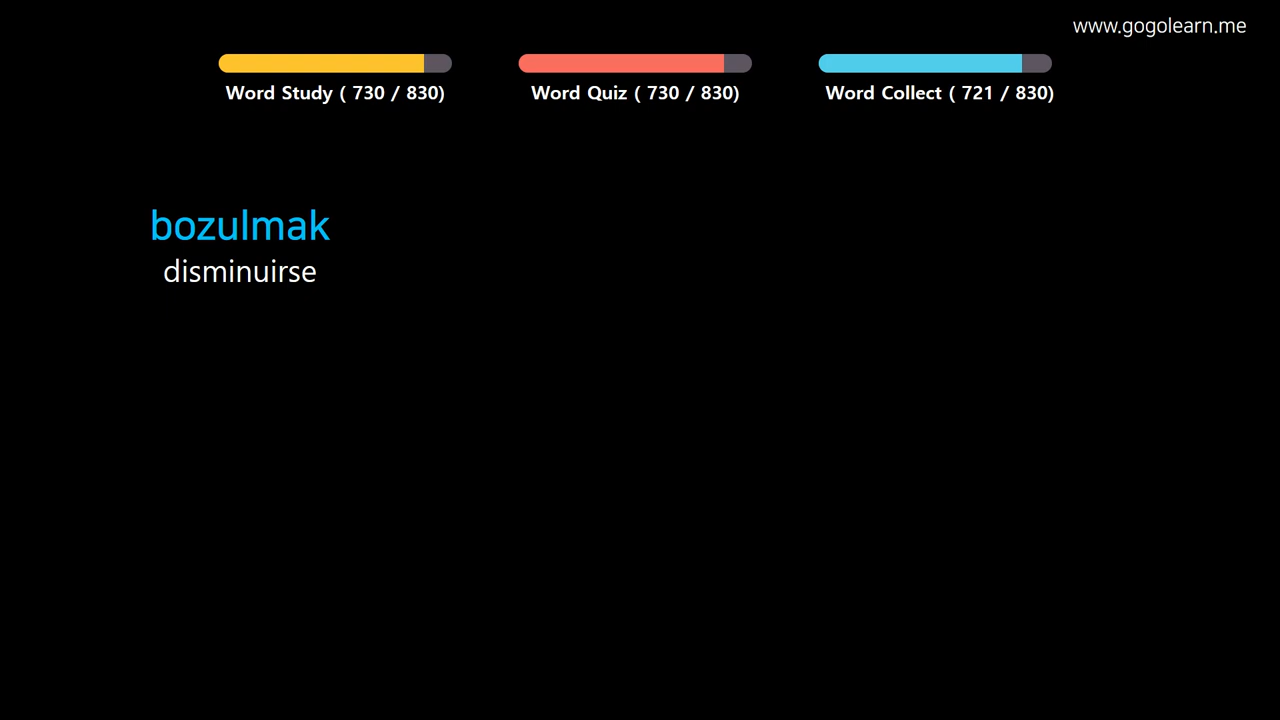 www.gogolearn.me
Word Study ( 730 / 830)
Word Quiz ( 730 / 830)
Word Collect ( 721 / 830)
bozulmak
disminuirse